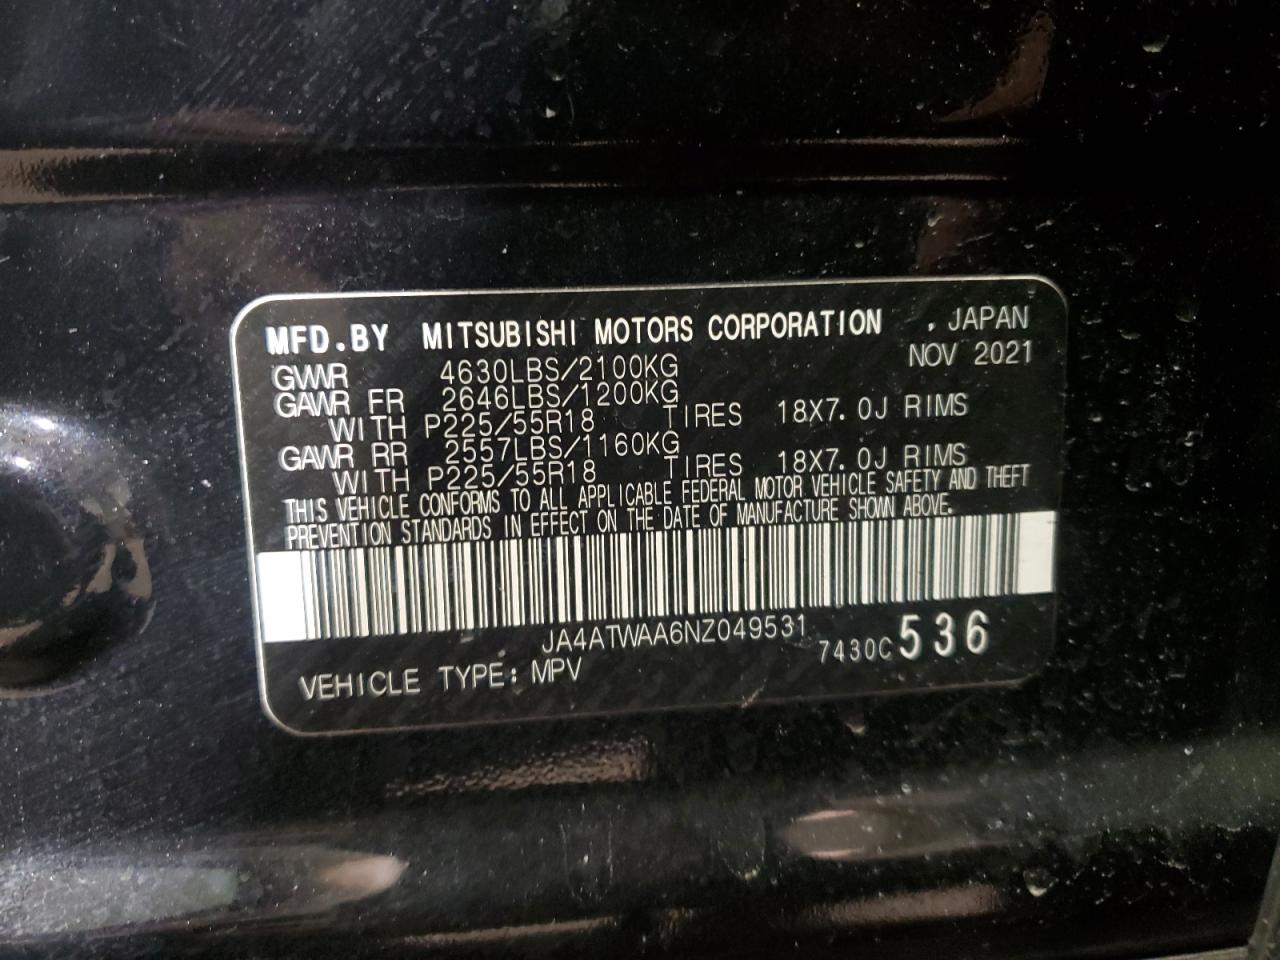 MFD.BY MITSUBISHI MOTORS CORPORATION . JAPAN
NOV 2021
GVWR 4630LBS/2100KG
GAWR FR 2646LBS/1200KG
WITH P225/55R18 TIRES 18X7.0J RIMS
GAWR RR 2557LBS/1160KG
WITH P225/55R18 TIRES 18X7.0J RIMS
THIS VEHICLE CONFORMS TO ALL APPLICABLE FEDERAL MOTOR VEHICLE SAFETY AND THEFT
PREVENTION STANDARDS IN EFFECT ON THE DATE OF MANUFACTURE SHOWN ABOVE.
JA4ATWAA6NZ049531
7430C 536
VEHICLE TYPE: MPV